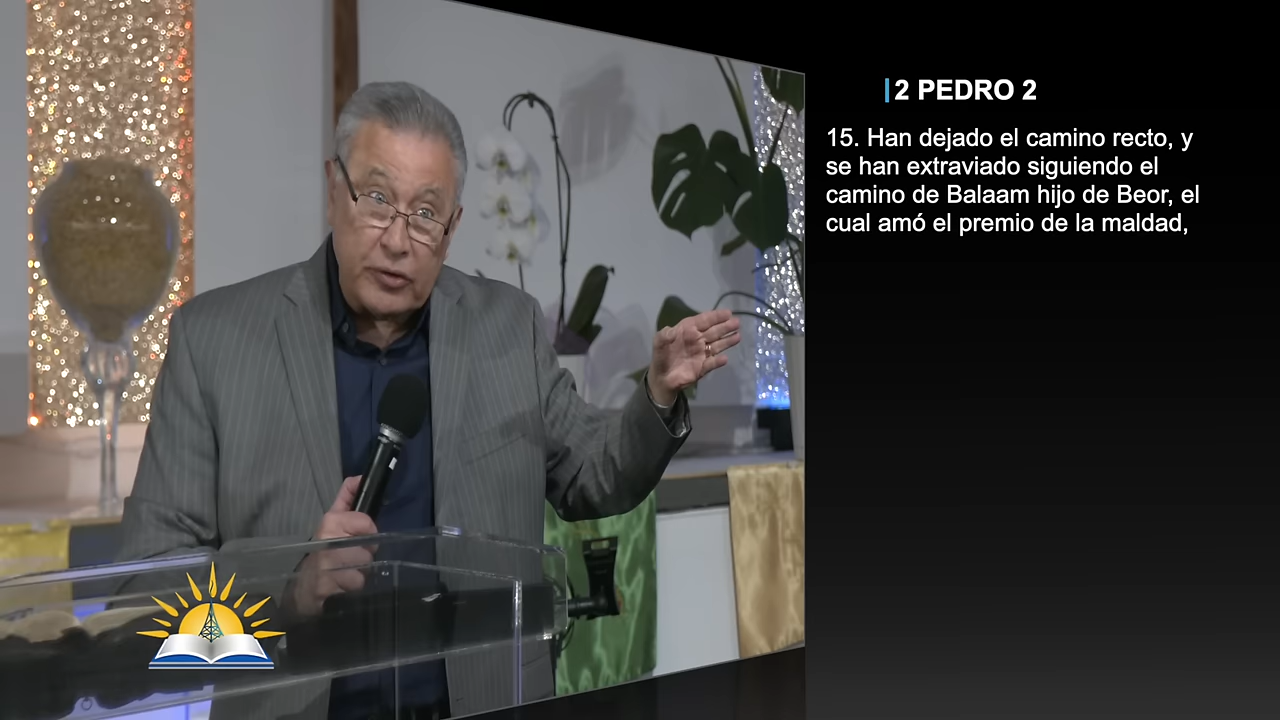 2 PEDRO 2
15. Han dejado el camino recto, y
se han extraviado siguiendo el
camino de Balaam hijo de Beor, el
cual amó el premio de la maldad,